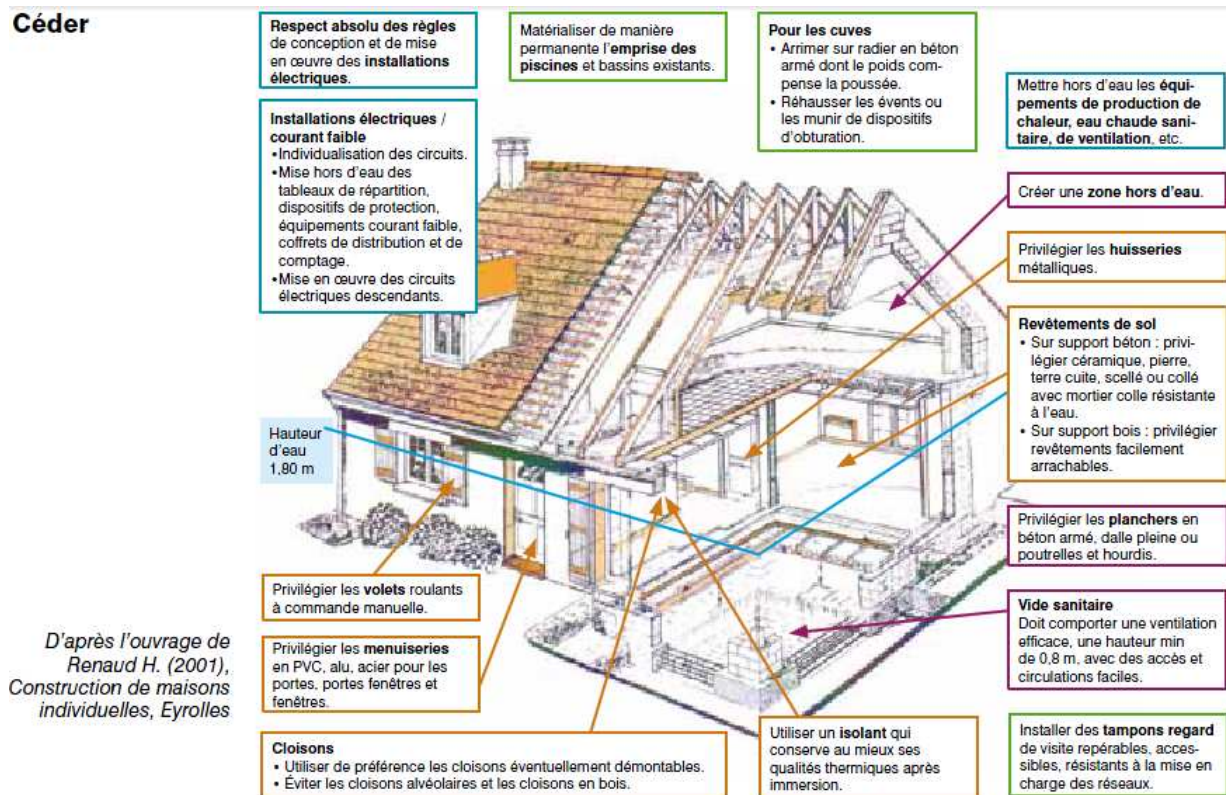 Céder
Respect absolu des règles
de conception et de mise
en œuvre des installations
électriques.
Matérialiser de manière
permanente l'emprise des
piscines et bassins existants.
Pour les cuves
• Arrimer sur radier en béton
armé dont le poids com-
pense la poussée.
• Réhausser les évents ou
les munir de dispositifs
d'obturation.
Mettre hors d'eau les équi-
pements de production de
chaleur, eau chaude sani-
taire, de ventilation, etc.
Installations électriques /
courant faible
•Individualisation des circuits.
•Mise hors d'eau des
tableaux de répartition,
dispositifs de protection,
équipements courant faible,
coffrets de distribution et de
comptage.
•Mise en œuvre des circuits
électriques descendants.
Créer une zone hors d'eau.
Privilégier les huisseries
métalliques.
Revêtements de sol
• Sur support béton : privi-
légier céramique, pierre,
terre cuite, scellé ou collé
avec mortier colle résistante
à l'eau.
• Sur support bois : privilégier
revêtements facilement
arrachables.
Hauteur
d'eau
1,80 m
Privilégier les planchers en
béton armé, dalle pleine ou
poutrelles et hourdis.
Privilégier les volets roulants
à commande manuelle.
Vide sanitaire
Doit comporter une ventilation
efficace, une hauteur min
de 0,8 m, avec des accès et
circulations faciles.
D'après l'ouvrage de
Renaud H. (2001),
Construction de maisons
individuelles, Eyrolles
Privilégier les menuiseries
en PVC, alu, acier pour les
portes, portes fenêtres et
fenêtres.
Cloisons
• Utiliser de préférence les cloisons éventuellement démontables.
• Éviter les cloisons alvéolaires et les cloisons en bois.
Utiliser un isolant qui
conserve au mieux ses
qualités thermiques après
immersion.
Installer des tampons regard
de visite repérables, acces-
sibles, résistants à la mise en
charge des réseaux.